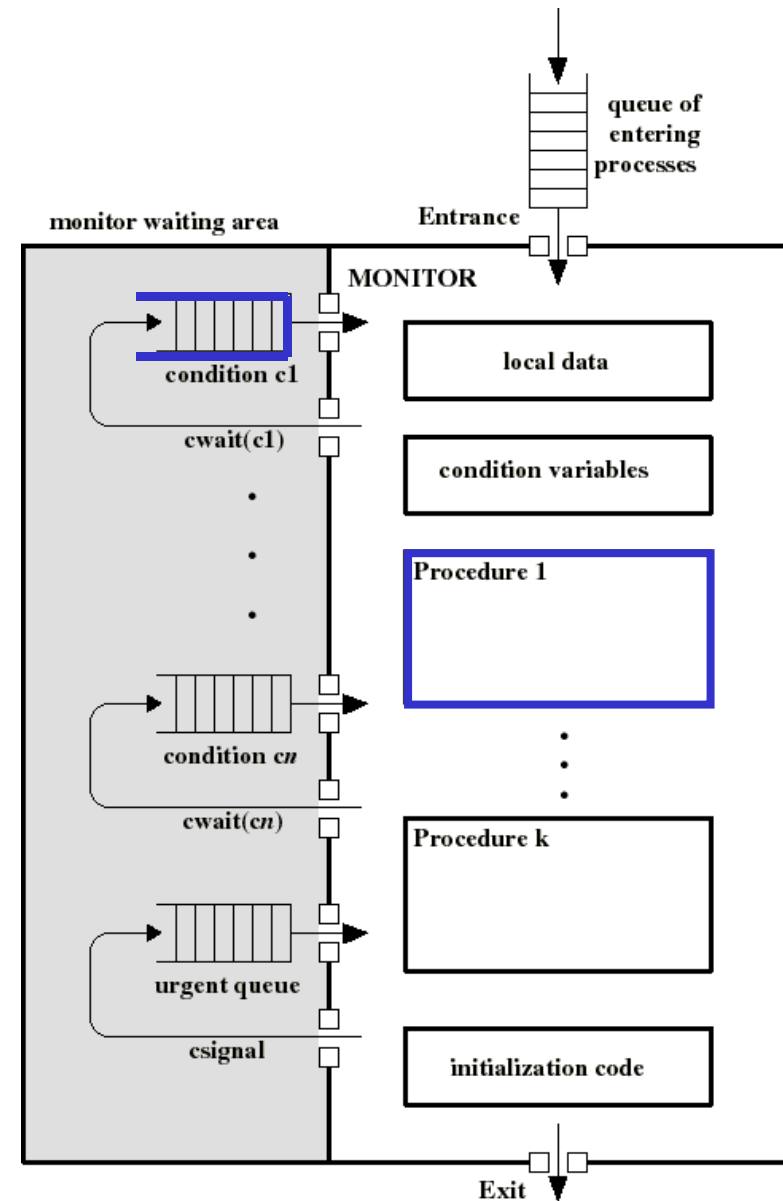 queue of
entering
processes
Entrance
monitor waiting area
MONITOR
local data
condition c1
cwait(c1)
condition variables
Procedure 1
condition cn
cwait(cn)
Procedure k
urgent queue
csignal
initialization code
Exit